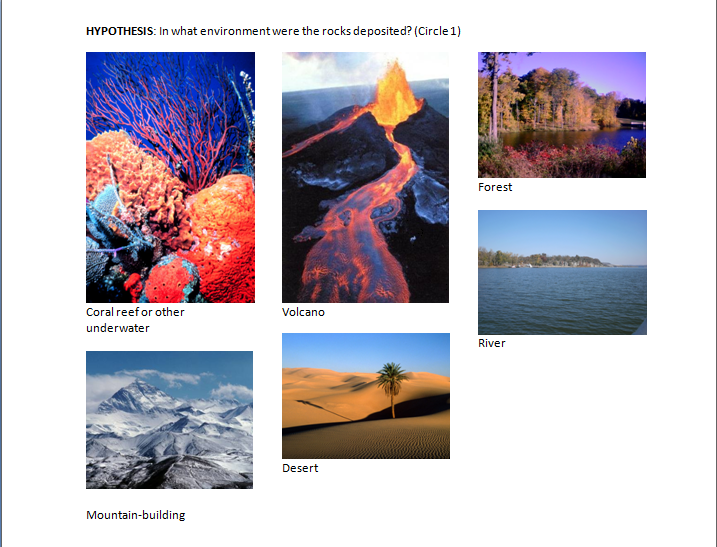 HYPOTHESIS: In what environment were the rocks deposited? (Circle 1)
Coral reef or other
underwater
Volcano
Forest
River
Mountain-building
Desert